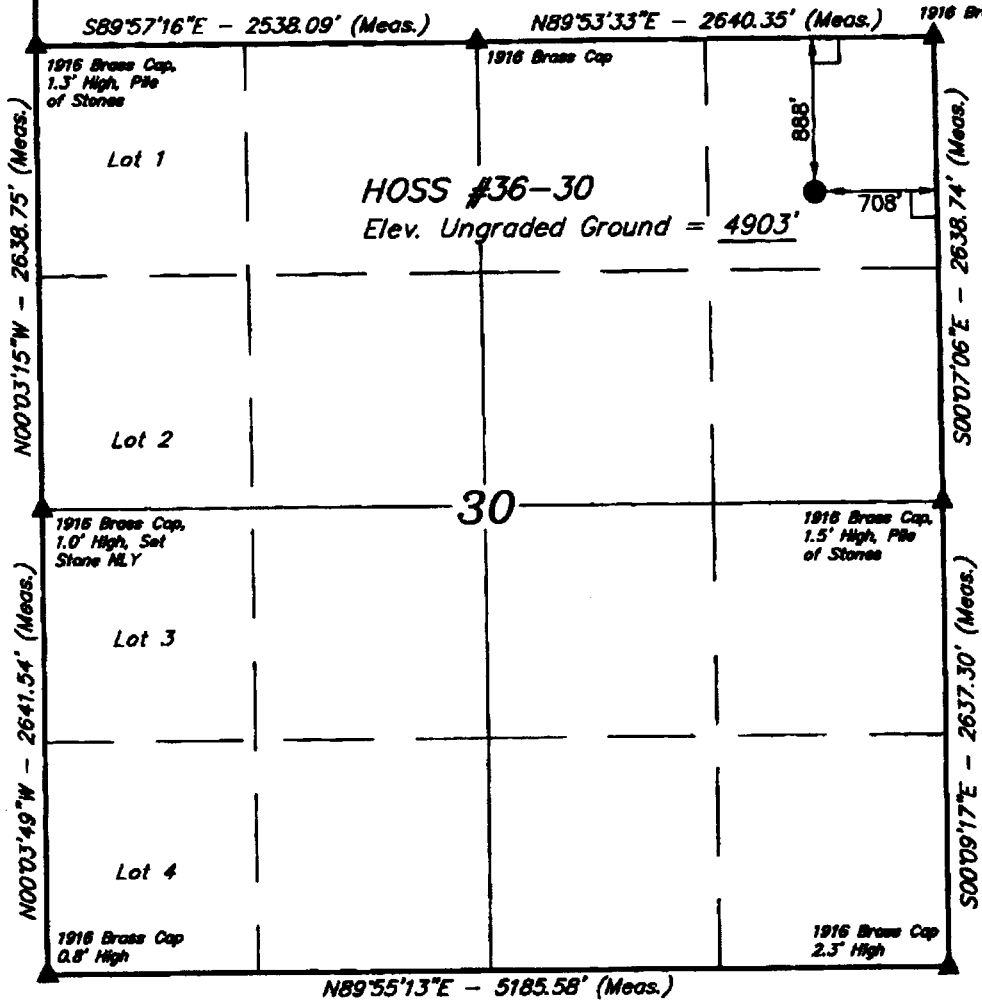 S89°57'16"E - 2538.09' (Meas.)
N89°53'33"E - 2640.35' (Meas.)
1916 Br
1916 Brass Cap,
1.3' High, Pile
of Stones
1916 Brass Cap
N00°03'15"W - 2638.75' (Meas.)
Lot 1
888'
708'
S00°07'06"E - 2638.74' (Meas.)
HOSS #36-30
Elev. Ungraded Ground = 4903'
Lot 2
30
1916 Brass Cap,
1.0' High, Set
Stone NLY
1916 Brass Cap,
1.5' High, Pile
of Stones
N00°03'49"W - 2641.54' (Meas.)
Lot 3
S00°09'17"E - 2637.30' (Meas.)
Lot 4
1916 Brass Cap
0.8' High
1916 Brass Cap
2.3' High
N89°55'13"E - 5185.58' (Meas.)